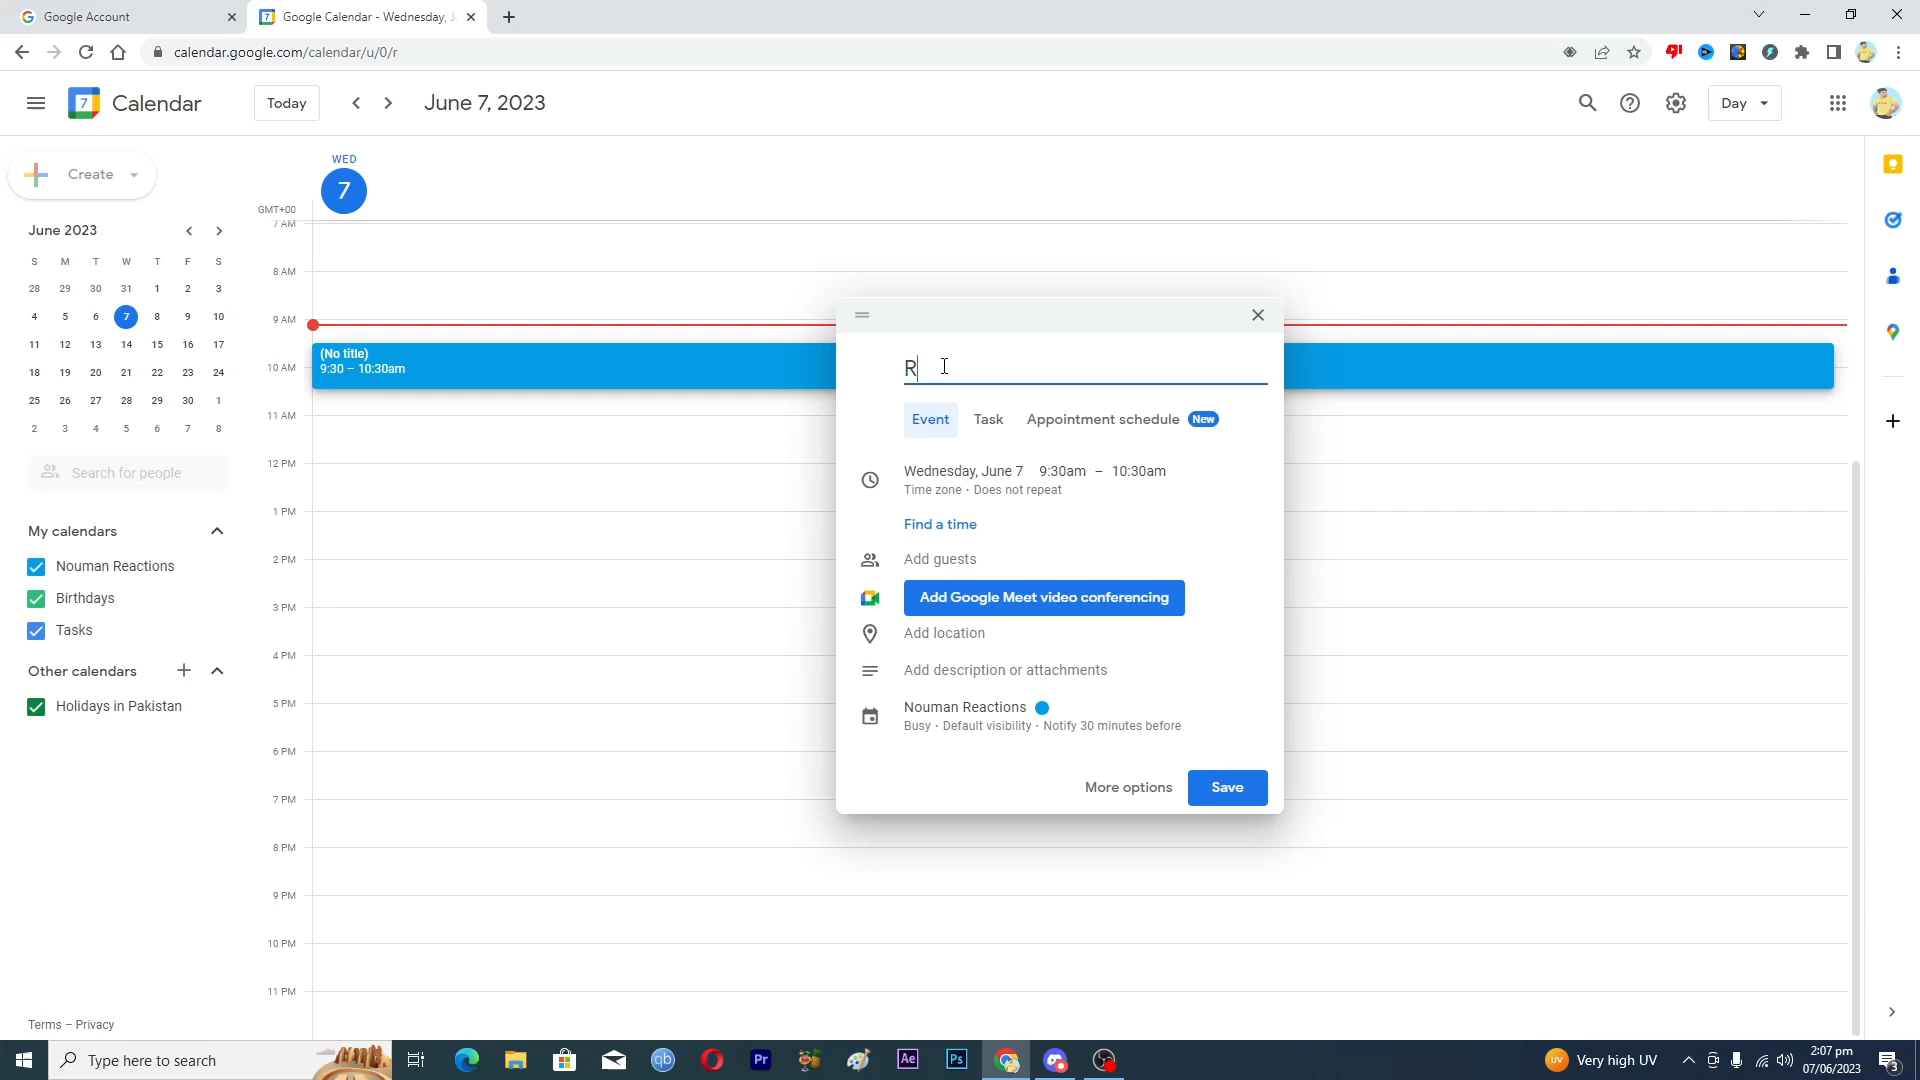 Google Account
Google Calendar - Wednesday, J
calendar.google.com/calendar/u/0/r
7
Calendar
Today
June 7, 2023
Day
Create
WED
7
GMT+00
June 2023
S M T W T F S
28 29 30 31 1 2 3
4 5 6 7 8 9 10
11 12 13 14 15 16 17
18 19 20 21 22 23 24
25 26 27 28 29 30 1
2 3 4 5 6 7 8
Search for people
My calendars
Nouman Reactions
Birthdays
Tasks
Other calendars
Holidays in Pakistan
Terms – Privacy
7 AM
8 AM
9 AM
10 AM
11 AM
12 PM
1 PM
2 PM
3 PM
4 PM
5 PM
6 PM
7 PM
8 PM
9 PM
10 PM
11 PM
(No title)
9:30 – 10:30am
R
Event Task Appointment schedule New
Wednesday, June 7 9:30am – 10:30am
Time zone · Does not repeat
Find a time
Add guests
Add Google Meet video conferencing
Add location
Add description or attachments
Nouman Reactions
Busy · Default visibility · Notify 30 minutes before
More options Save
Type here to search
qb
Pr
Ae
Ps
UV
Very high UV
2:07 pm
07/06/2023
3